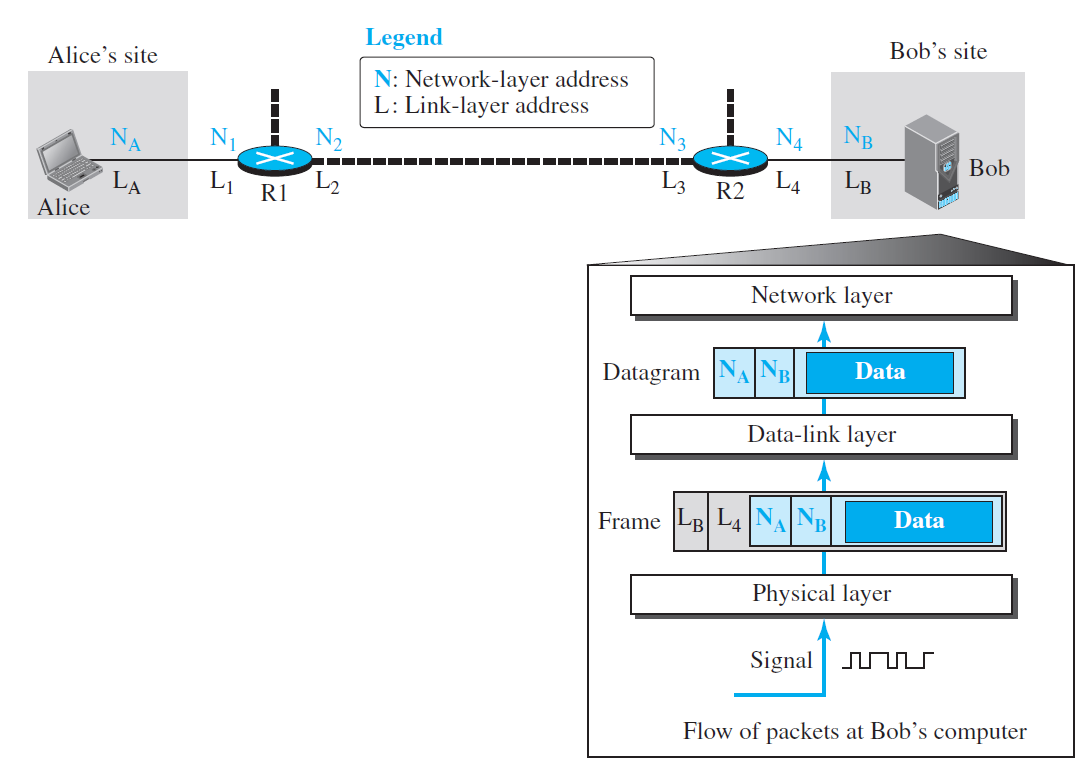 Legend
Alice's site
Bob's site
N: Network-layer address
L: Link-layer address
NA
N1
N2
N3
N4
NB
LA
L1
R1
L2
L3
R2
L4
LB
Bob
Alice
Network layer
Datagram NA NB Data
Data-link layer
Frame LB L4 NA NB Data
Physical layer
Signal
Flow of packets at Bob's computer